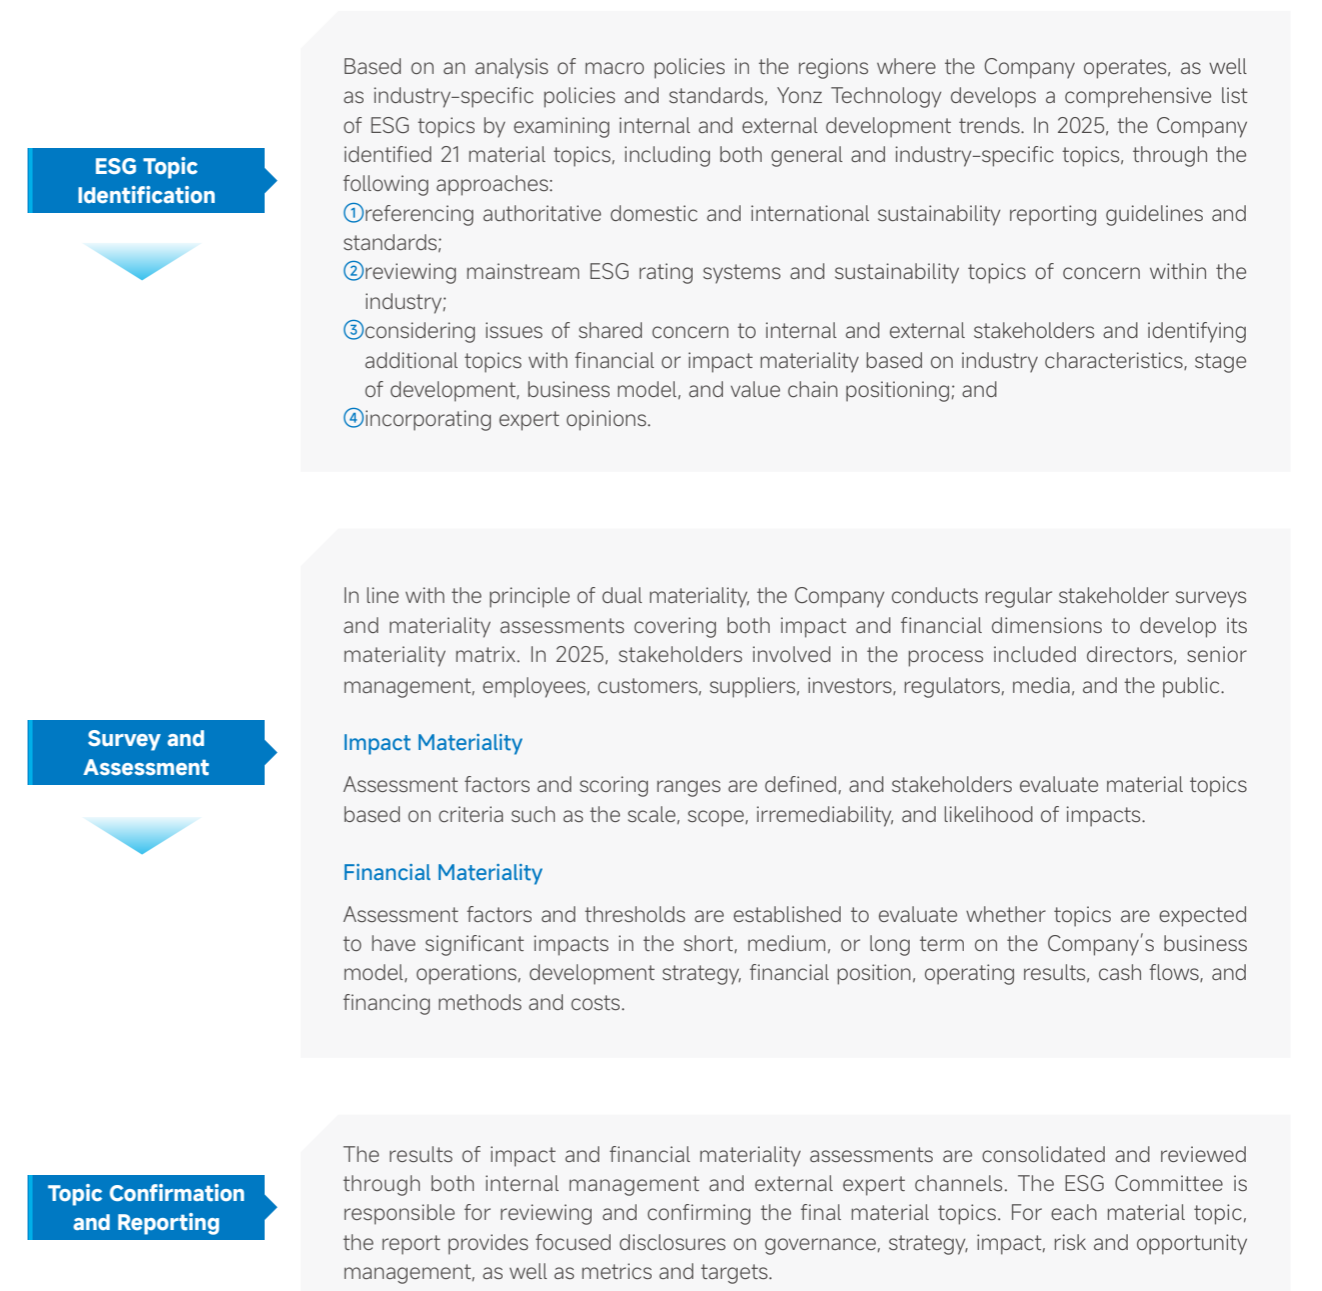 ESG Topic
Identification
Based on an analysis of macro policies in the regions where the Company operates, as well
as industry-specific policies and standards, Yonz Technology develops a comprehensive list
of ESG topics by examining internal and external development trends. In 2025, the Company
identified 21 material topics, including both general and industry-specific topics, through the
following approaches:
①referencing authoritative domestic and international sustainability reporting guidelines and
standards;
②reviewing mainstream ESG rating systems and sustainability topics of concern within the
industry;
③considering issues of shared concern to internal and external stakeholders and identifying
additional topics with financial or impact materiality based on industry characteristics, stage
of development, business model, and value chain positioning; and
④incorporating expert opinions.
Survey and
Assessment
In line with the principle of dual materiality, the Company conducts regular stakeholder surveys
and materiality assessments covering both impact and financial dimensions to develop its
materiality matrix. In 2025, stakeholders involved in the process included directors, senior
management, employees, customers, suppliers, investors, regulators, media, and the public.
Impact Materiality
Assessment factors and scoring ranges are defined, and stakeholders evaluate material topics
based on criteria such as the scale, scope, irremediability, and likelihood of impacts.
Financial Materiality
Assessment factors and thresholds are established to evaluate whether topics are expected
to have significant impacts in the short, medium, or long term on the Company's business
model, operations, development strategy, financial position, operating results, cash flows, and
financing methods and costs.
Topic Confirmation
and Reporting
The results of impact and financial materiality assessments are consolidated and reviewed
through both internal management and external expert channels. The ESG Committee is
responsible for reviewing and confirming the final material topics. For each material topic,
the report provides focused disclosures on governance, strategy, impact, risk and opportunity
management, as well as metrics and targets.